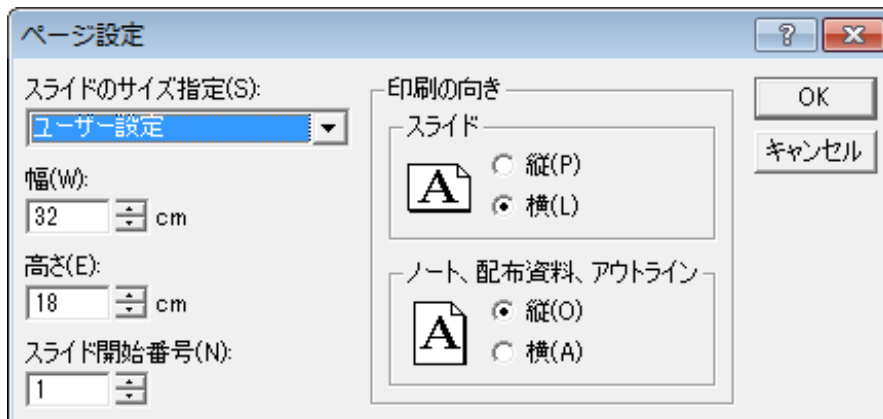 ページ設定
スライドのサイズ指定(S):
ユーザー設定
幅(W):
32 cm
高さ(E):
18 cm
スライド開始番号(N):
1
印刷の向き
スライド
A
縦(P)
横(L)
ノート、配布資料、アウトライン
A
縦(O)
横(A)
OK
キャンセル